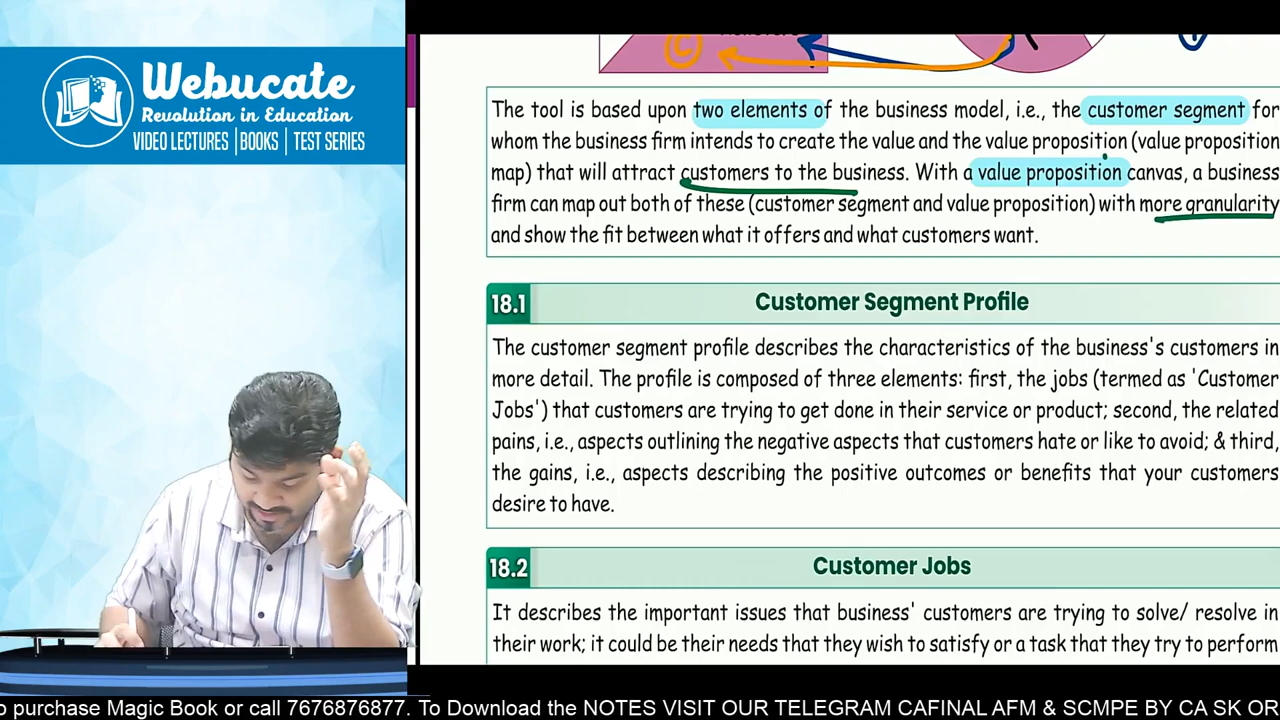 Webucate
Revolution in Education
VIDEO LECTURES | BOOKS | TEST SERIES
C
The tool is based upon two elements of the business model, i.e., the customer segment for
whom the business firm intends to create the value and the value proposition (value proposition
map) that will attract customers to the business. With a value proposition canvas, a business
firm can map out both of these (customer segment and value proposition) with more granularity
and show the fit between what it offers and what customers want.
18.1 Customer Segment Profile
The customer segment profile describes the characteristics of the business's customers in
more detail. The profile is composed of three elements: first, the jobs (termed as 'Customer
Jobs') that customers are trying to get done in their service or product; second, the related
pains, i.e., aspects outlining the negative aspects that customers hate or like to avoid; & third,
the gains, i.e., aspects describing the positive outcomes or benefits that your customers
desire to have.
18.2 Customer Jobs
It describes the important issues that business' customers are trying to solve/ resolve in
their work; it could be their needs that they wish to satisfy or a task that they try to perform
o purchase Magic Book or call 7676876877. To Download the NOTES VISIT OUR TELEGRAM CAFINAL AFM & SCMPE BY CA SK OR